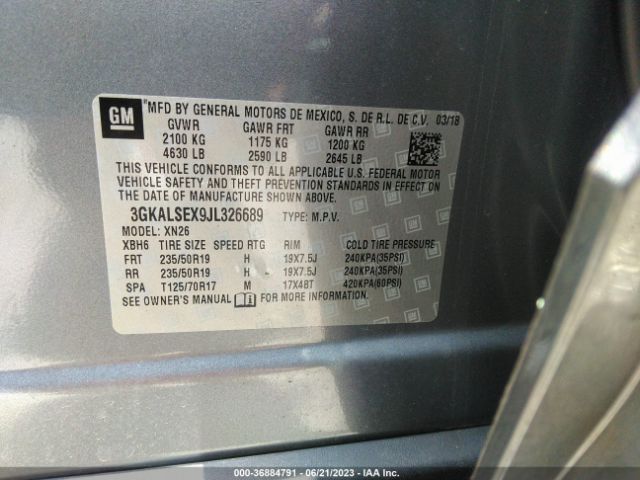 GM
MFD BY GENERAL MOTORS DE MEXICO, S. DE R.L. DE C.V. 03/18
GVWR GAWR FRT GAWR RR
2100 KG 1175 KG 1200 KG
4630 LB 2590 LB 2645 LB
THIS VEHICLE CONFORMS TO ALL APPLICABLE U.S. FEDERAL MOTOR
VEHICLE SAFETY AND THEFT PREVENTION STANDARDS IN EFFECT ON
THE DATE OF MANUFACTURE SHOWN ABOVE.
3GKALSEX9JL326689 TYPE: M.P.V.
MODEL: XN26
XBH6 TIRE SIZE SPEED RTG RIM COLD TIRE PRESSURE
FRT 235/50R19 H 19X7.5J 240KPA(35PSI)
RR 235/50R19 H 19X7.5J 240KPA(35PSI)
SPA T125/70R17 M 17X48T 420KPA(60PSI)
SEE OWNER'S MANUAL FOR MORE INFORMATION
000-36884791 - 06/21/2023 - IAA Inc.